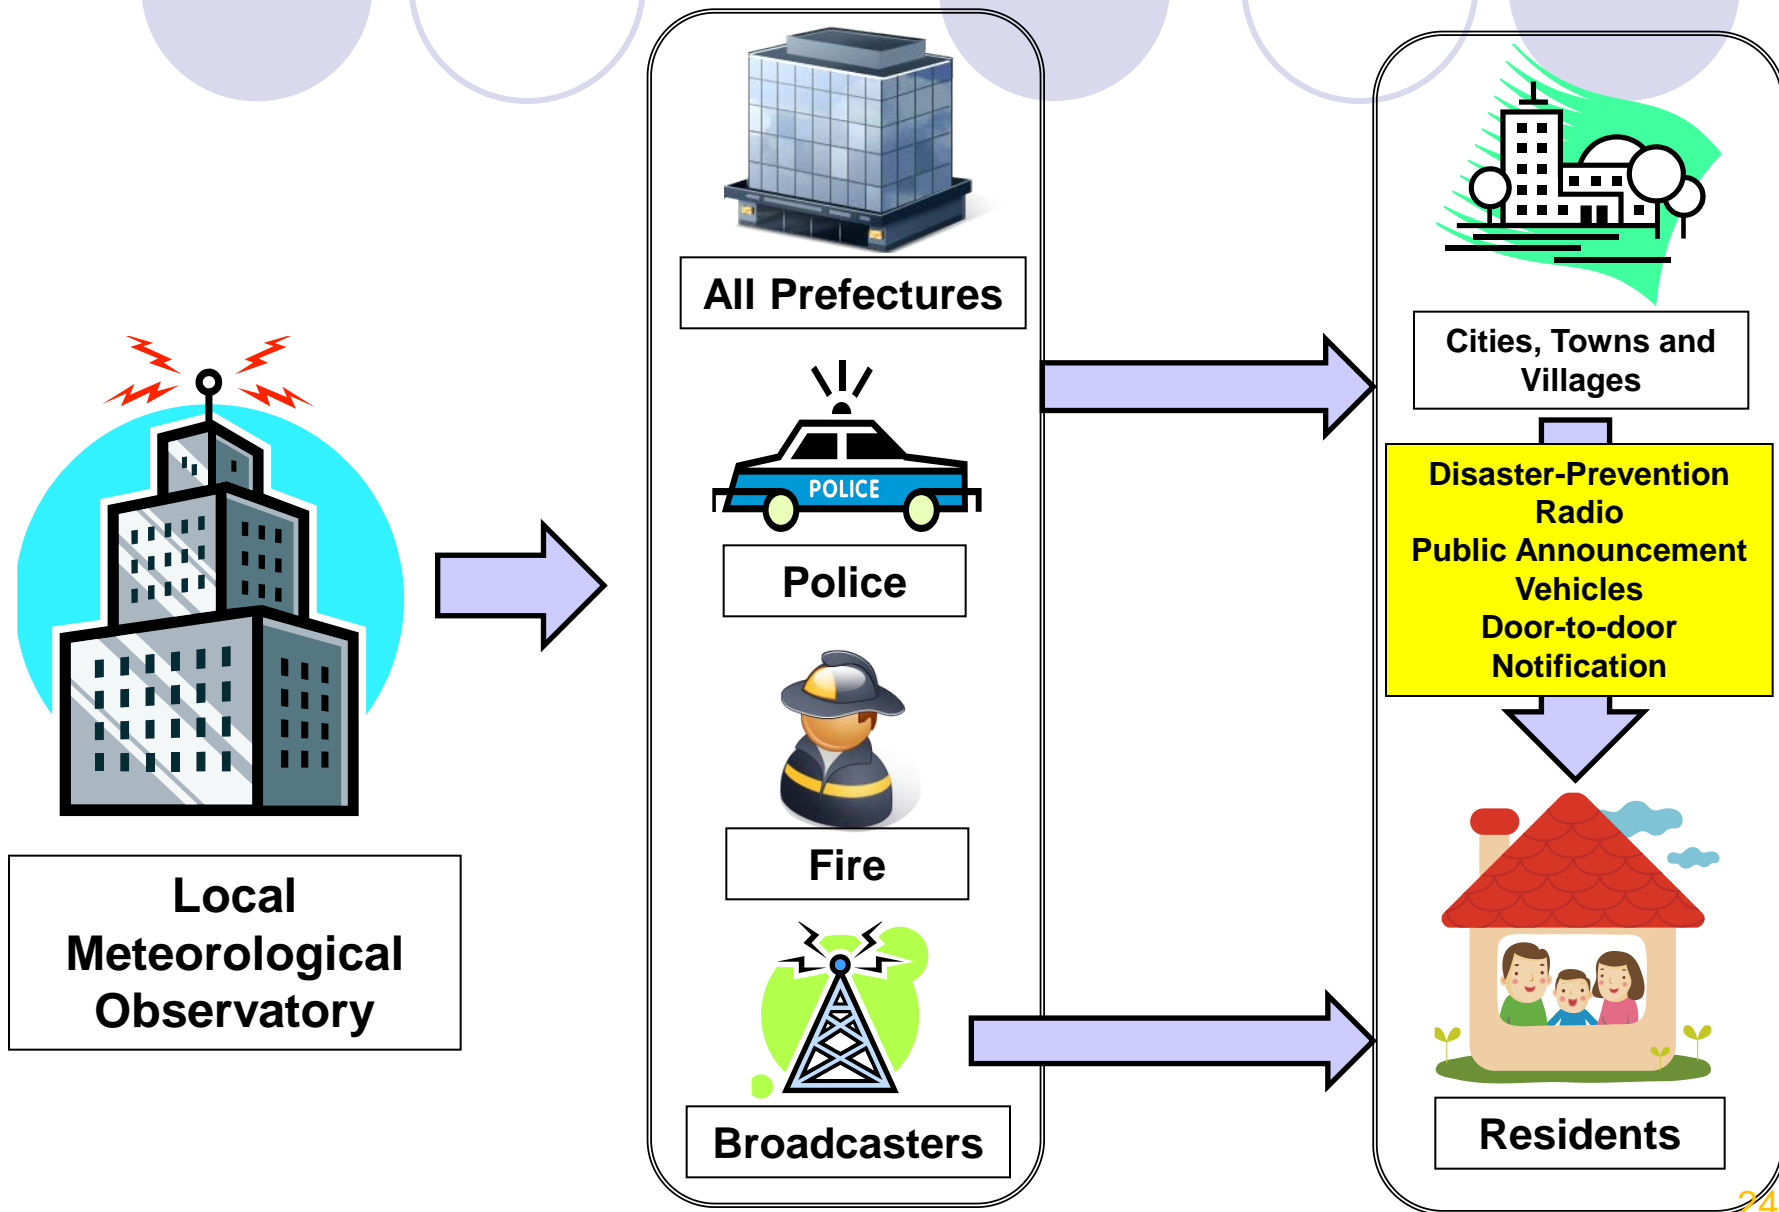 Local
Meteorological
Observatory
All Prefectures
POLICE
Police
Fire
Broadcasters
Cities, Towns and
Villages
Disaster-Prevention
Radio
Public Announcement
Vehicles
Door-to-door
Notification
Residents
24